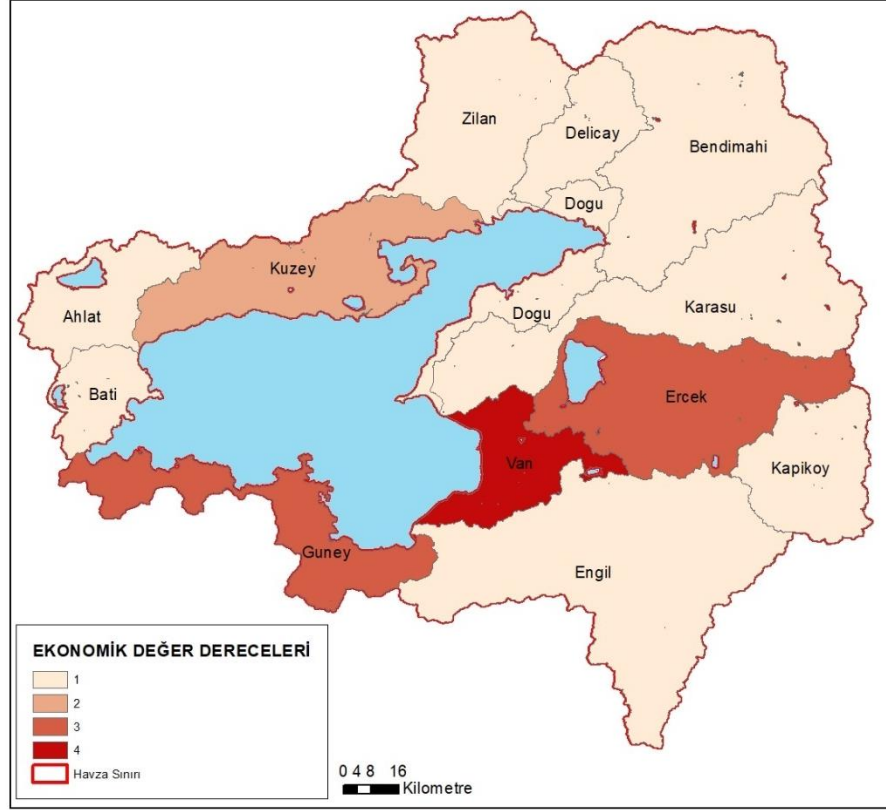 Zilan
Delicay
Bendimahi
Dogu
Kuzey
Ahlat
Dogu
Karasu
Bati
Ercek
Van
Kapikoy
Guney
Engil
EKONOMİK DEĞER DERECELERİ
1
2
3
4
Havza Sınırı
0 4 8 16
Kilometre